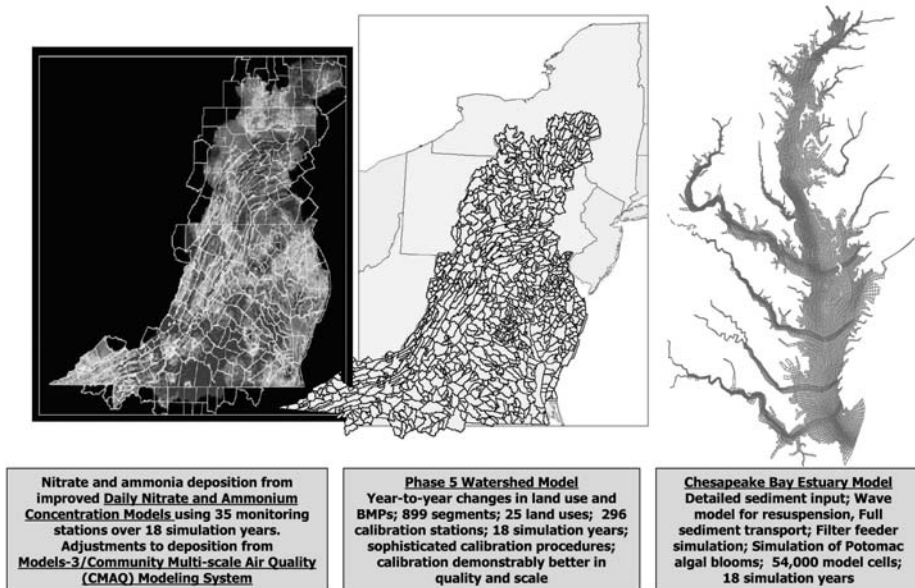 Nitrate and ammonia deposition from
improved Daily Nitrate and Ammonium
Concentration Models using 35 monitoring
stations over 18 simulation years.
Adjustments to deposition from
Models-3/Community Multi-scale Air Quality
(CMAQ) Modeling System
Phase 5 Watershed Model
Year-to-year changes in land use and
BMPs; 899 segments; 25 land uses; 296
calibration stations; 18 simulation years;
sophisticated calibration procedures;
calibration demonstrably better in
quality and scale
Chesapeake Bay Estuary Model
Detailed sediment input; Wave
model for resuspension, Full
sediment transport; Filter feeder
simulation; Simulation of Potomac
algal blooms; 54,000 model cells;
18 simulation years